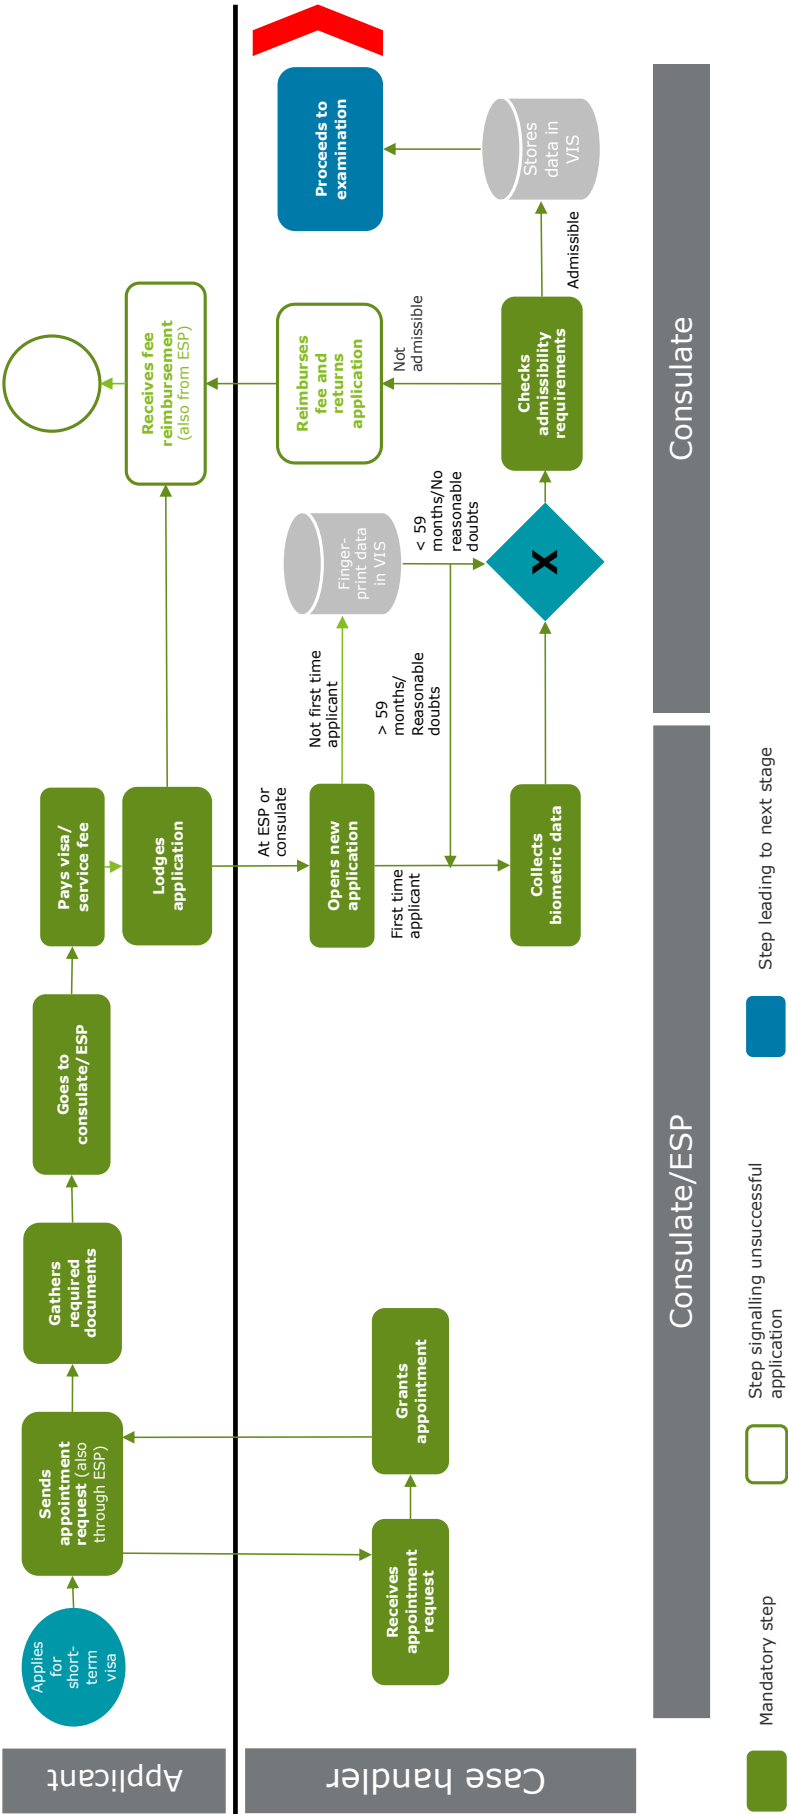 Applicant
Applies
for
short-
term
visa
Sends
appointment
request (also
through ESP)
Gathers
required
documents
Goes to
consulate/ESP
Pays visa/
service fee
Lodges
application
Receives fee
reimbursement
(also from ESP)
Case handler
Receives
appointment
request
Grants
appointment
At ESP or
consulate
Opens new
application
First time
applicant
Not first time
applicant
Finger-
print data
in VIS
> 59
months/
Reasonable
doubts
< 59
months/No
reasonable
doubts
Collects
biometric data
X
Checks
admissibility
requirements
Not
admissible
Reimburses
fee and
returns
application
Admissible
Stores
data in
VIS
Proceeds to
examination
Consulate/ESP
Consulate
Mandatory step
Step signalling unsuccessful
application
Step leading to next stage